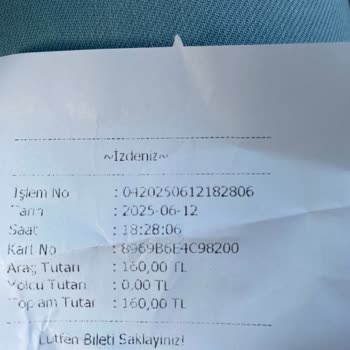 ~İzdeniz~
İşlem No : 0420250612182806
Tarih : 2025-06-12
Saat : 18:28:06
Kart No : 8969B6E4C98200
Araç Tutarı : 160,00 TL
Yolcu Tutarı : 0.00 TL
Toplam Tutar : 160,00 TL
Lütfen Bileti Saklayınız!